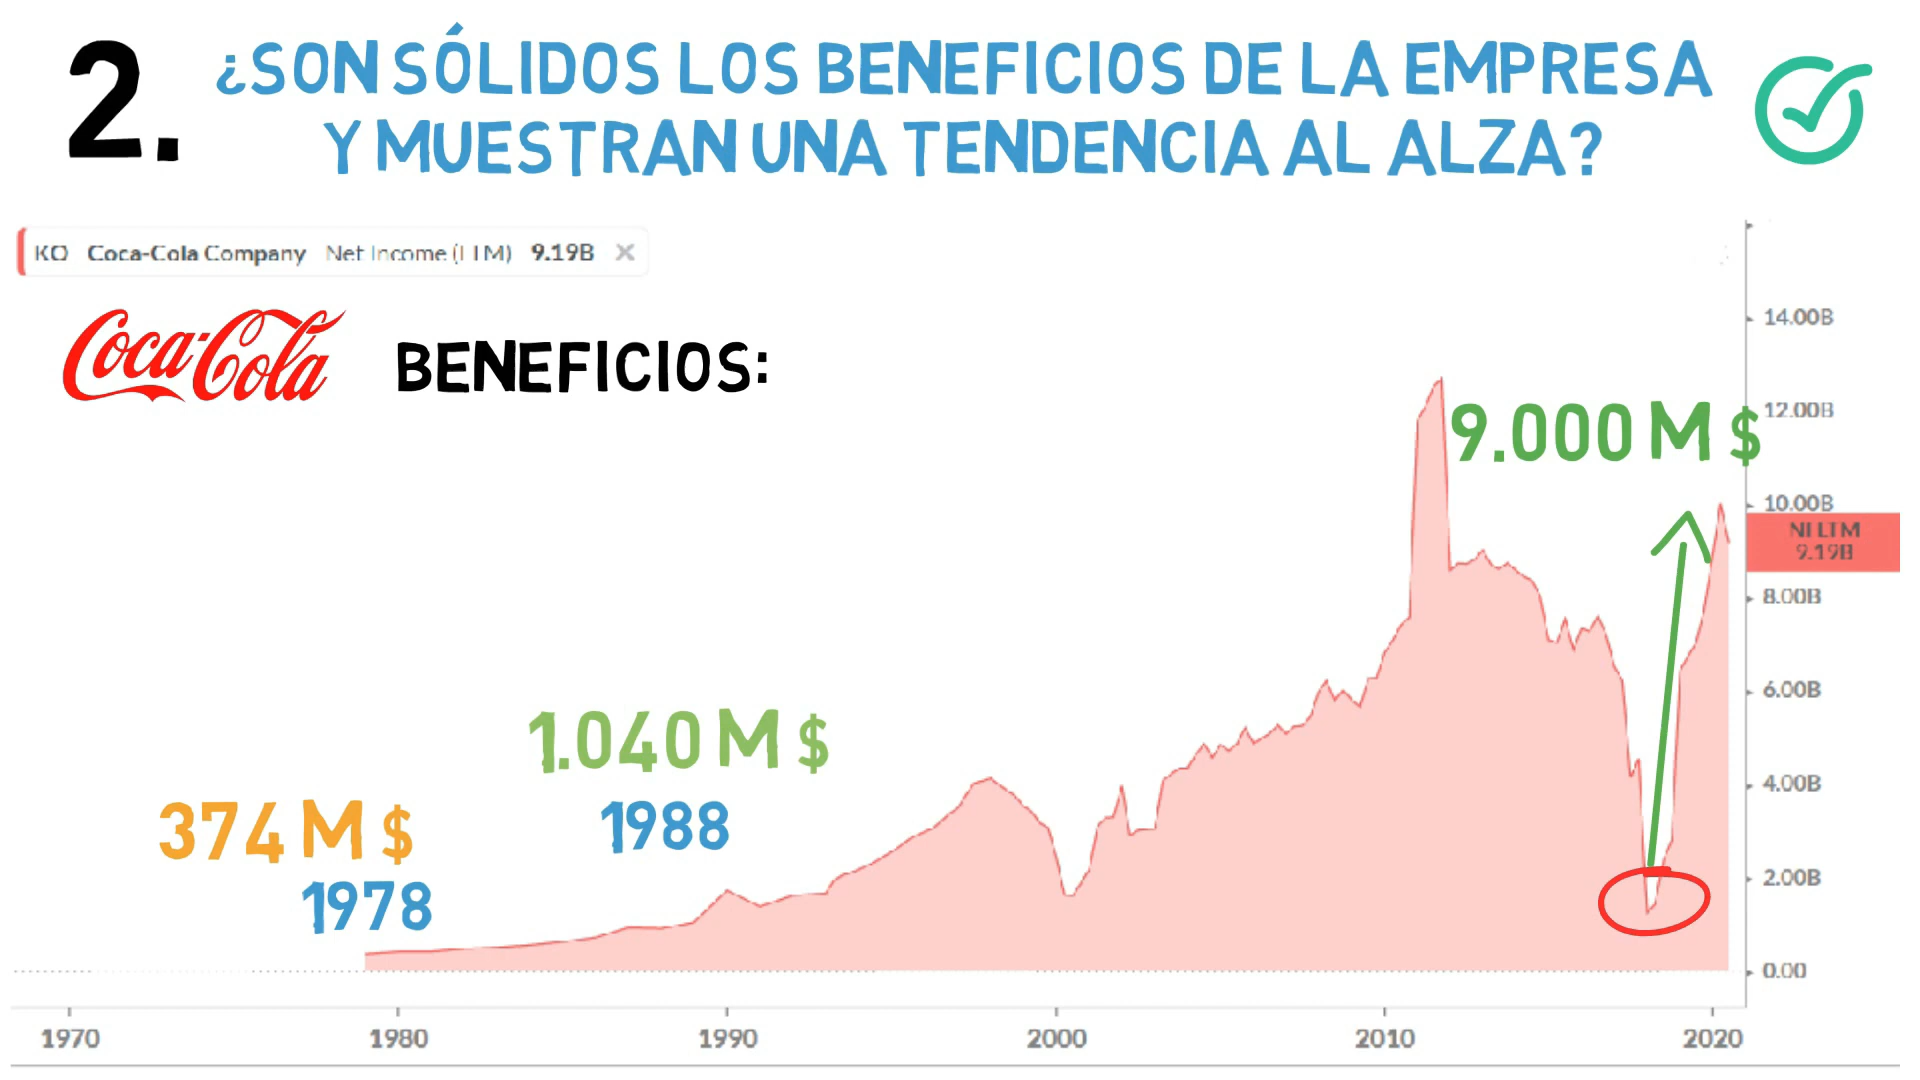 2.
¿SON SÓLIDOS LOS BENEFICIOS DE LA EMPRESA
Y MUESTRAN UNA TENDENCIA AL ALZA?
KO Coca-Cola Company Net Income (LTM) 9.19B ×
Coca-Cola
BENEFICIOS:
14.00B
12.00B
9.000 M $
10.00B
NI LTM
9.19B
8.00B
6.00B
1.040 M $
4.00B
1988
374 M $
2.00B
1978
0.00
1970 1980 1990 2000 2010 2020